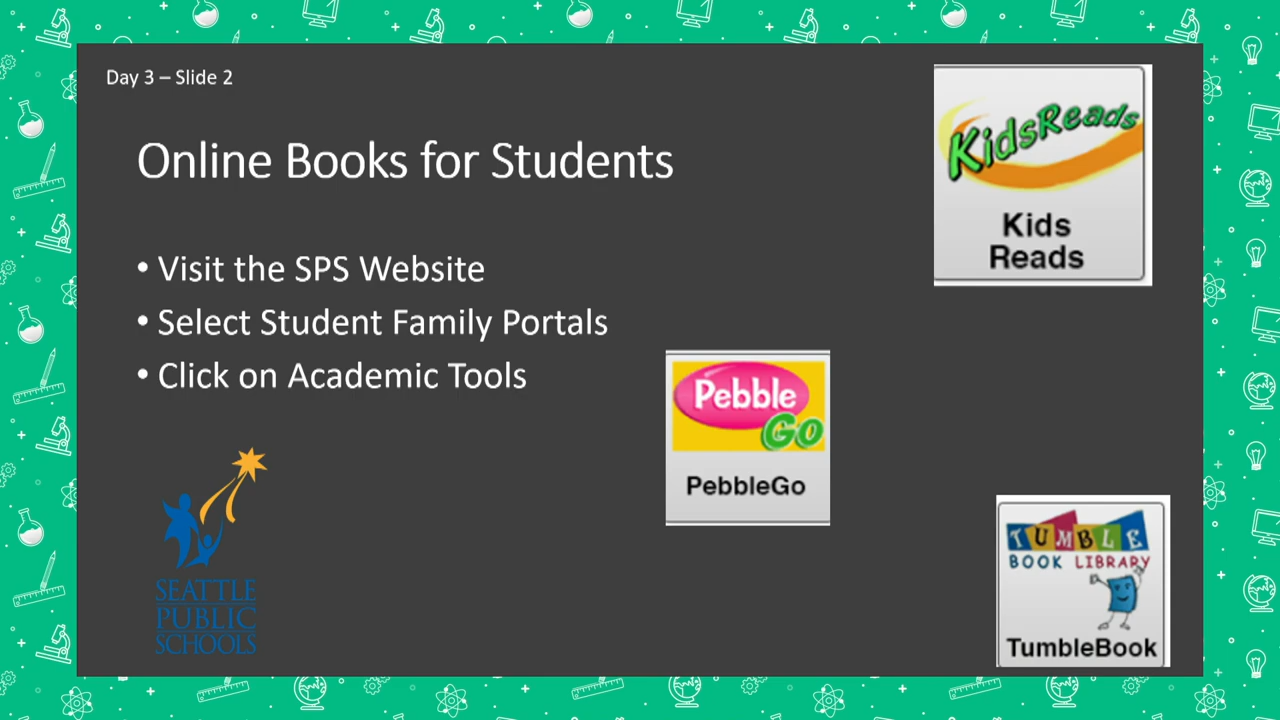 Day 3 – Slide 2
Online Books for Students
• Visit the SPS Website
• Select Student Family Portals
• Click on Academic Tools
KidsReads
Kids
Reads
Pebble
Go
PebbleGo
TUMBLE
BOOK LIBRARY
TumbleBook
SEATTLE
PUBLIC
SCHOOLS